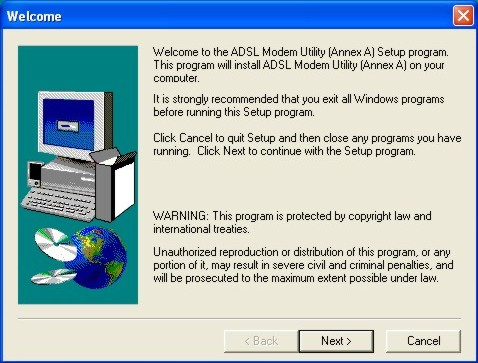 Welcome
Welcome to the ADSL Modem Utility (Annex A) Setup program.
This program will install ADSL Modem Utility (Annex A) on your
computer.
It is strongly recommended that you exit all Windows programs
before running this Setup program.
Click Cancel to quit Setup and then close any programs you have
running. Click Next to continue with the Setup program.
WARNING: This program is protected by copyright law and
international treaties.
Unauthorized reproduction or distribution of this program, or any
portion of it, may result in severe civil and criminal penalties, and
will be prosecuted to the maximum extent possible under law.
< Back
Next >
Cancel